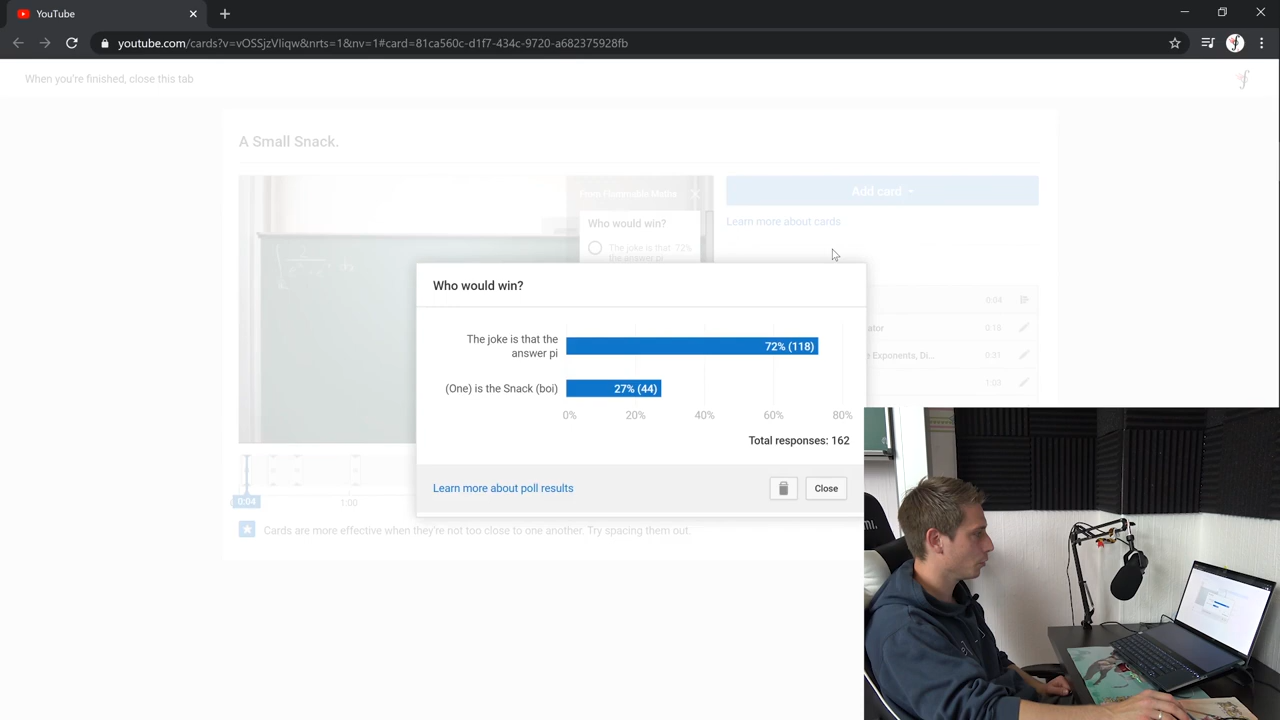 YouTube
youtube.com/cards?v=vOSSjzVIiqw&nrts=1&nv=1#card=81ca560c-d1f7-434c-9720-a682375928fb
When you're finished, close this tab
A Small Snack.
From Flammable Maths
Add card
Who would win?
Learn more about cards
The joke is that 72%
the answer pi
Who would win?
0:04
The joke is that the
answer pi
72% (118)
ator
0:15
e Exponents, Di...
0:31
(One) is the Snack (boi)
27% (44)
1:03
0% 20% 40% 60% 80%
Total responses: 162
Learn more about poll results
Close
0:04
1:00
Cards are more effective when they're not too close to one another. Try spacing them out.